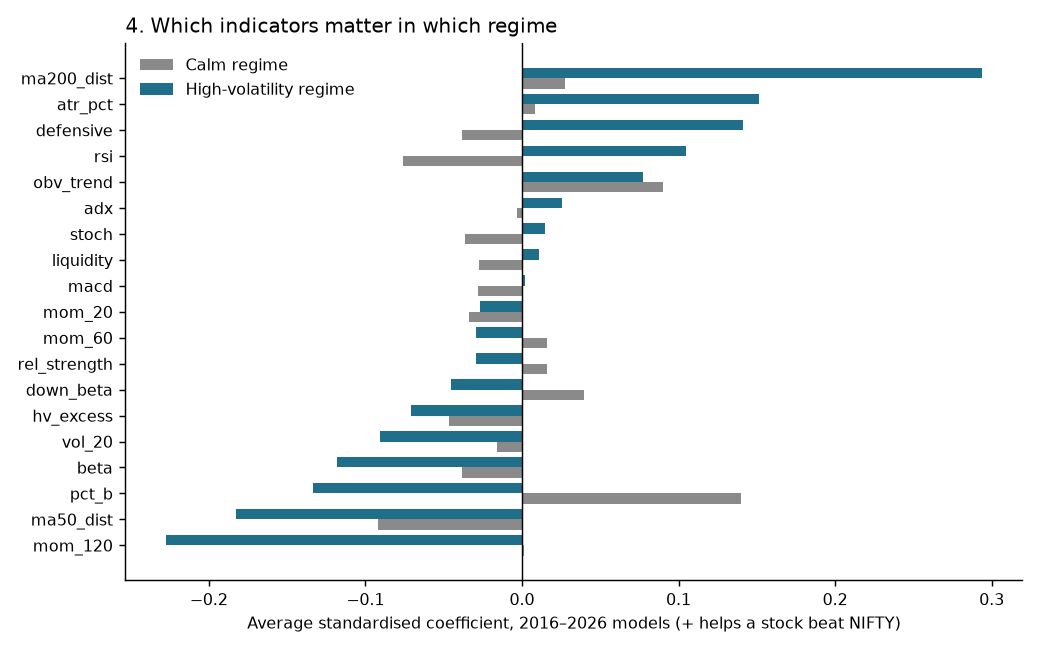 4. Which indicators matter in which regime
Calm regime
High-volatility regime
ma200_dist
atr_pct
defensive
rsi
obv_trend
adx
stoch
liquidity
macd
mom_20
mom_60
rel_strength
down_beta
hv_excess
vol_20
beta
pct_b
ma50_dist
mom_120
−0.2 −0.1 0.0 0.1 0.2 0.3
Average standardised coefficient, 2016–2026 models (+ helps a stock beat NIFTY)